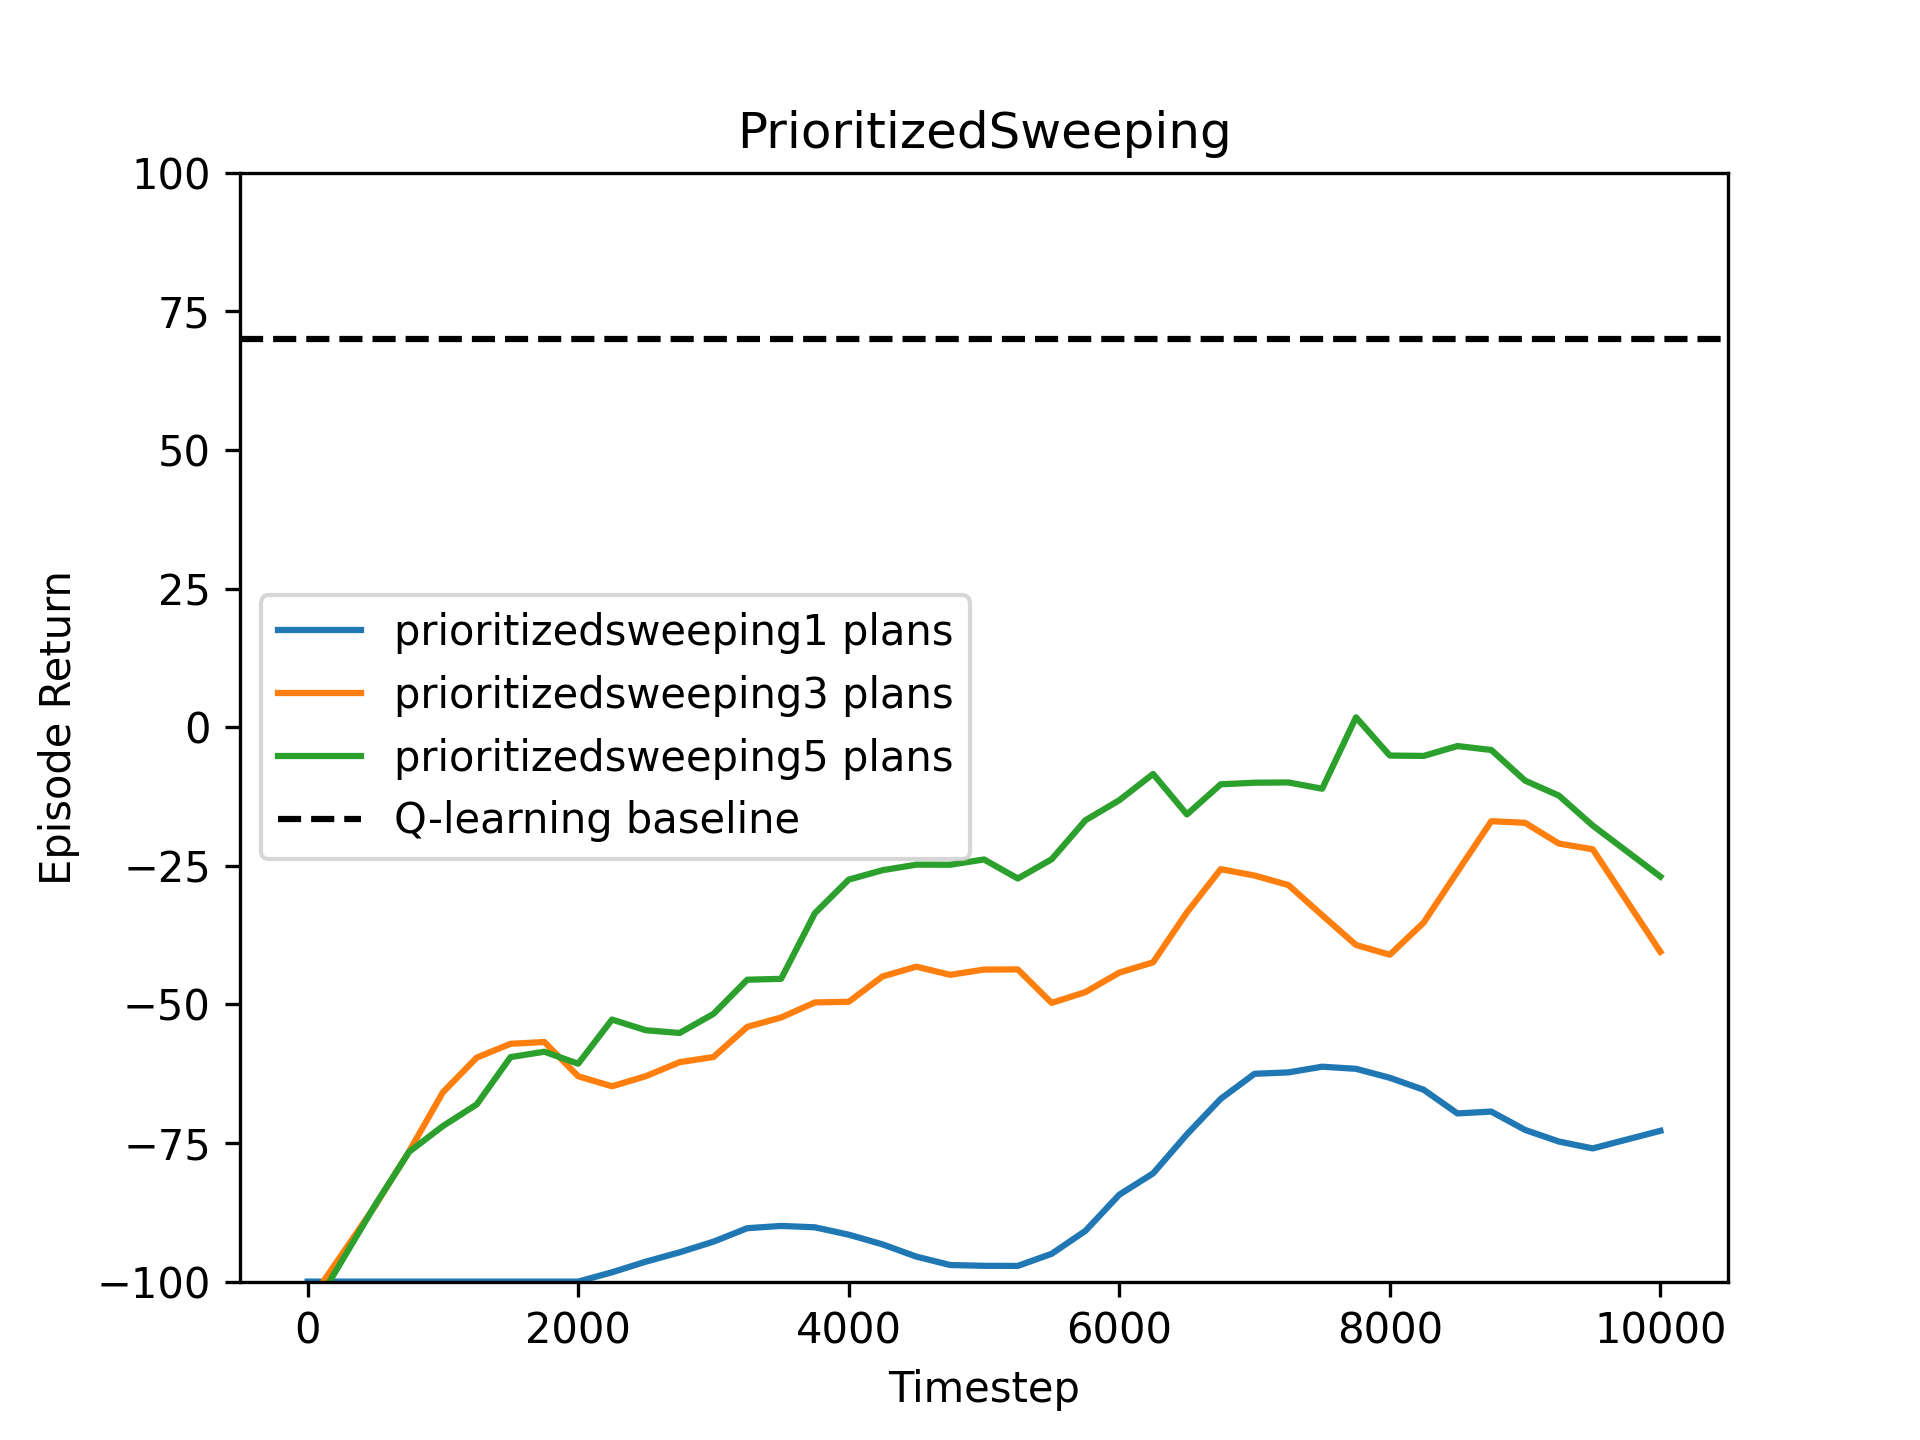 PrioritizedSweeping
100
75
50
25
0
−25
−50
−75
−100
Episode Return
prioritizedsweeping1 plans
prioritizedsweeping3 plans
prioritizedsweeping5 plans
Q-learning baseline
0 2000 4000 6000 8000 10000
Timestep